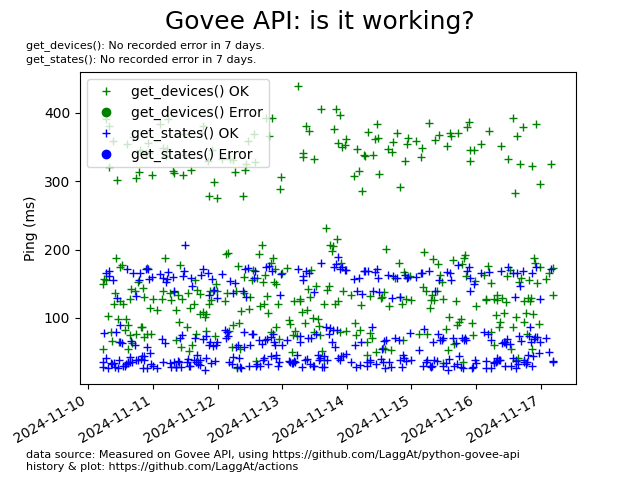 Govee API: is it working?
get_devices(): No recorded error in 7 days.
get_states(): No recorded error in 7 days.
get_devices() OK
get_devices() Error
get_states() OK
get_states() Error
Ping (ms)
400
300
200
100
2024-11-10
2024-11-11
2024-11-12
2024-11-13
2024-11-14
2024-11-15
2024-11-16
2024-11-17
data source: Measured on Govee API, using https://github.com/LaggAt/python-govee-api
history & plot: https://github.com/LaggAt/actions